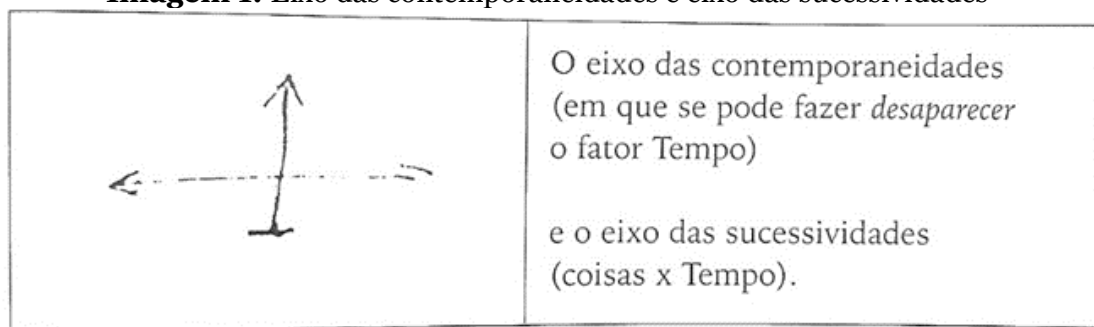 Imagem 1. Eixo das contemporaneidades e eixo das sucessividades
O eixo das contemporaneidades
(em que se pode fazer desaparecer
o fator Tempo)
e o eixo das sucessividades
(coisas x Tempo).